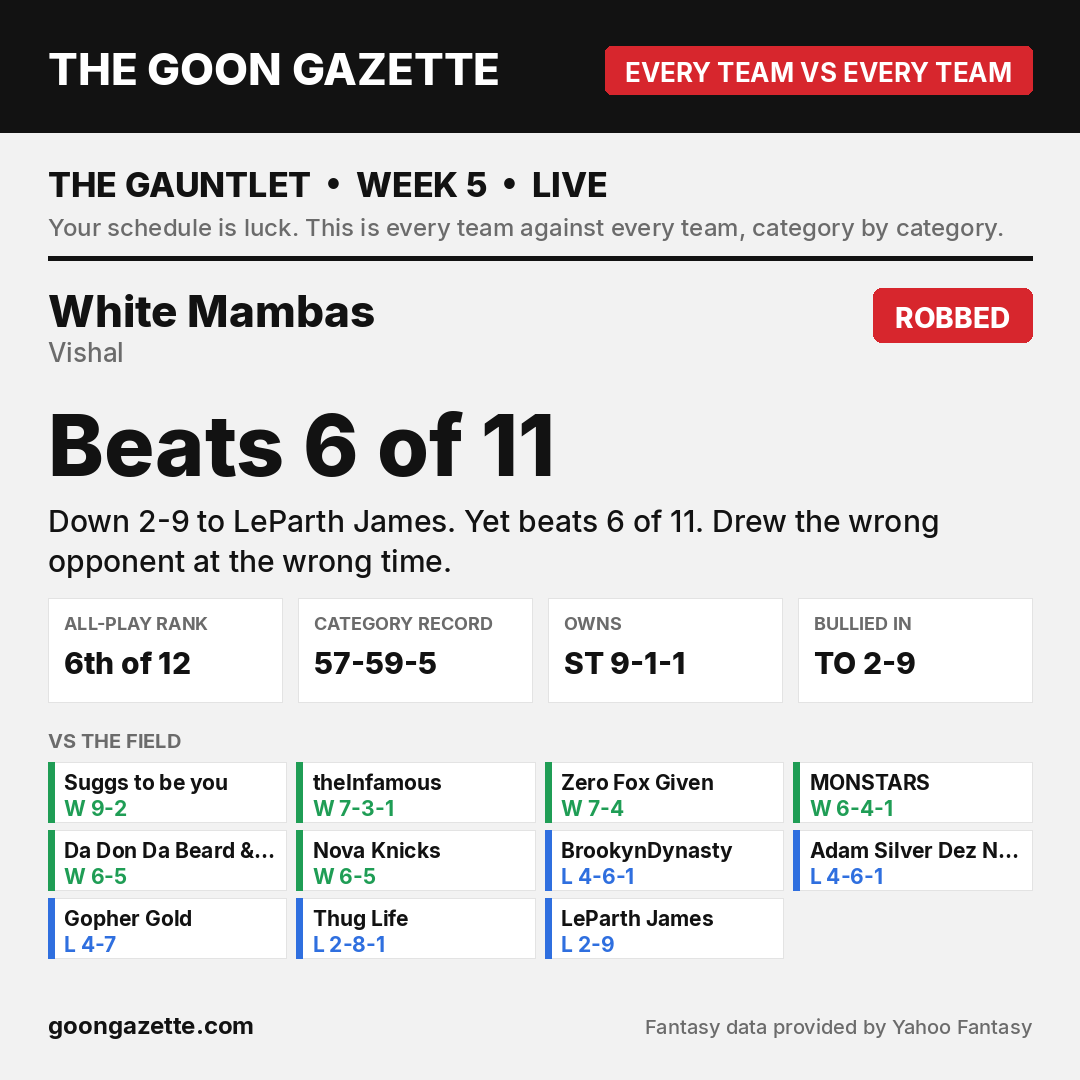 THE GOON GAZETTE
EVERY TEAM VS EVERY TEAM
THE GAUNTLET • WEEK 5 • LIVE
Your schedule is luck. This is every team against every team, category by category.
White Mambas
ROBBED
Vishal
Beats 6 of 11
Down 2-9 to LeParth James. Yet beats 6 of 11. Drew the wrong
opponent at the wrong time.
ALL-PLAY RANK
6th of 12
CATEGORY RECORD
57-59-5
OWNS
ST 9-1-1
BULLIED IN
TO 2-9
VS THE FIELD
Suggs to be you
W 9-2
theInfamous
W 7-3-1
Zero Fox Given
W 7-4
MONSTARS
W 6-4-1
Da Don Da Beard &...
W 6-5
Nova Knicks
W 6-5
BrookynDynasty
L 4-6-1
Adam Silver Dez N...
L 4-6-1
Gopher Gold
L 4-7
Thug Life
L 2-8-1
LeParth James
L 2-9
goongazette.com
Fantasy data provided by Yahoo Fantasy